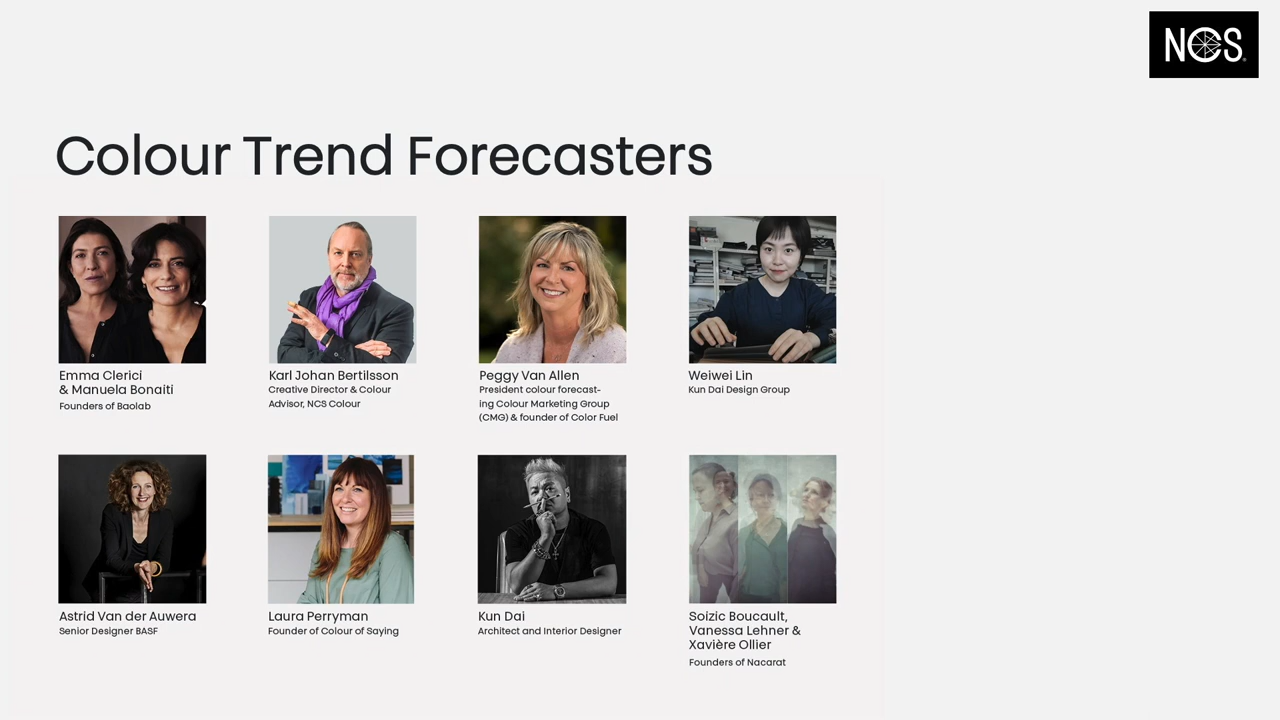 NCS
Colour Trend Forecasters
Emma Clerici
& Manuela Bonaiti
Founders of Baolab
Karl Johan Bertilsson
Creative Director & Colour
Advisor, NCS Colour
Peggy Van Allen
President colour forecast-
ing Colour Marketing Group
(CMG) & founder of Color Fuel
Weiwei Lin
Kun Dai Design Group
Astrid Van der Auwera
Senior Designer BASF
Laura Perryman
Founder of Colour of Saying
Kun Dai
Architect and Interior Designer
Soizic Boucault,
Vanessa Lehner &
Xavière Ollier
Founders of Nacarat